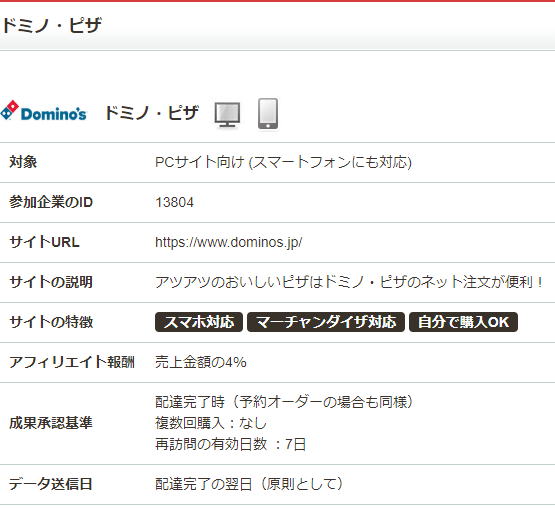 ドミノ・ピザ
Domino's ドミノ・ピザ
対象 PCサイト向け (スマートフォンにも対応)
参加企業のID 13804
サイトURL https://www.dominos.jp/
サイトの説明 アツアツのおいしいピザはドミノ・ピザのネット注文が便利！
サイトの特徴 スマホ対応 マーチャンダイザ対応 自分で購入OK
アフィリエイト報酬 売上金額の4%
成果承認基準 配達完了時（予約オーダーの場合も同様）
複数回購入：なし
再訪問の有効日数 ：7日
データ送信日 配達完了の翌日（原則として）